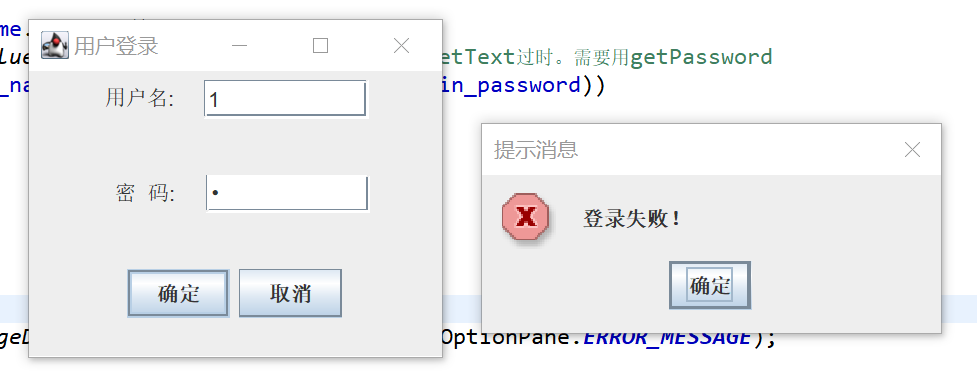 me.
用户登录
lue
etText过时。需要用getPassword
_na
in_password))
用户名:
1
提示消息
密 码:
登录失败!
确定
取消
确定
geD
OptionPane.ERROR_MESSAGE);